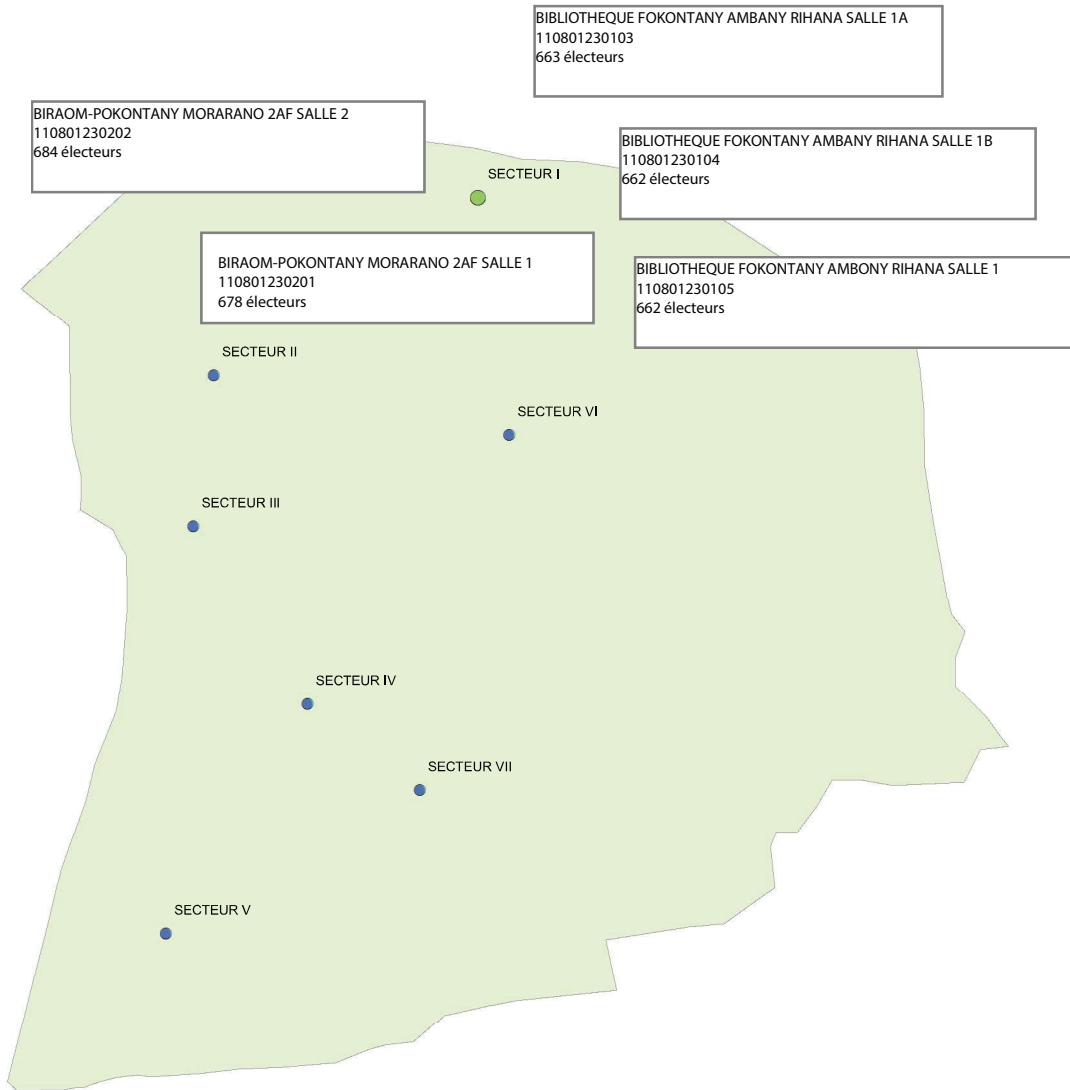 BIBLIOTHEQUE FOKONTANY AMBANY RIHANA SALLE 1A
110801230103
663 électeurs
BIRAOM-POKONTANY MORARANO 2AF SALLE 2
110801230202
684 électeurs
BIBLIOTHEQUE FOKONTANY AMBANY RIHANA SALLE 1B
110801230104
662 électeurs
SECTEUR I
BIRAOM-POKONTANY MORARANO 2AF SALLE 1
110801230201
678 électeurs
BIBLIOTHEQUE FOKONTANY AMBONY RIHANA SALLE 1
110801230105
662 électeurs
SECTEUR II
SECTEUR VI
SECTEUR III
SECTEUR IV
SECTEUR VII
SECTEUR V